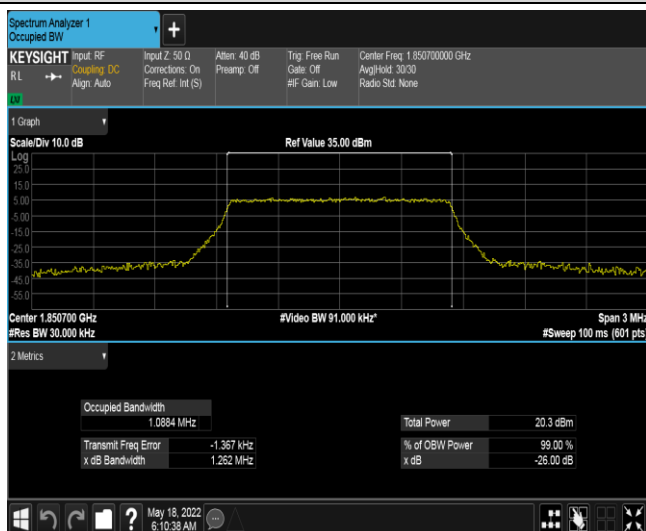 Spectrum Analyzer 1
Occupied BW
KEYSIGHT
RL
Input: RF
Coupling: DC
Align: Auto
Input Z: 50 Ω
Corrections: On
Freq Ref: Int (S)
Atten: 40 dB
Preamp: Off
Trig: Free Run
Gate: Off
#IF Gain: Low
Center Freq: 1.850700000 GHz
Avg|Hold: 30/30
Radio Std: None
1 Graph
Scale/Div 10.0 dB
Ref Value 35.00 dBm
Log
25.0
15.0
5.00
-5.00
-15.0
-25.0
-35.0
-45.0
-55.0
Center 1.850700 GHz
#Video BW 91.000 kHz*
Span 3 MHz
#Res BW 30.000 kHz
#Sweep 100 ms (601 pts)
2 Metrics
Occupied Bandwidth
1.0884 MHz
Total Power 20.3 dBm
Transmit Freq Error -1.367 kHz
% of OBW Power 99.00 %
x dB Bandwidth 1.262 MHz
x dB -26.00 dB
?
May 18, 2022
6:10:38 AM